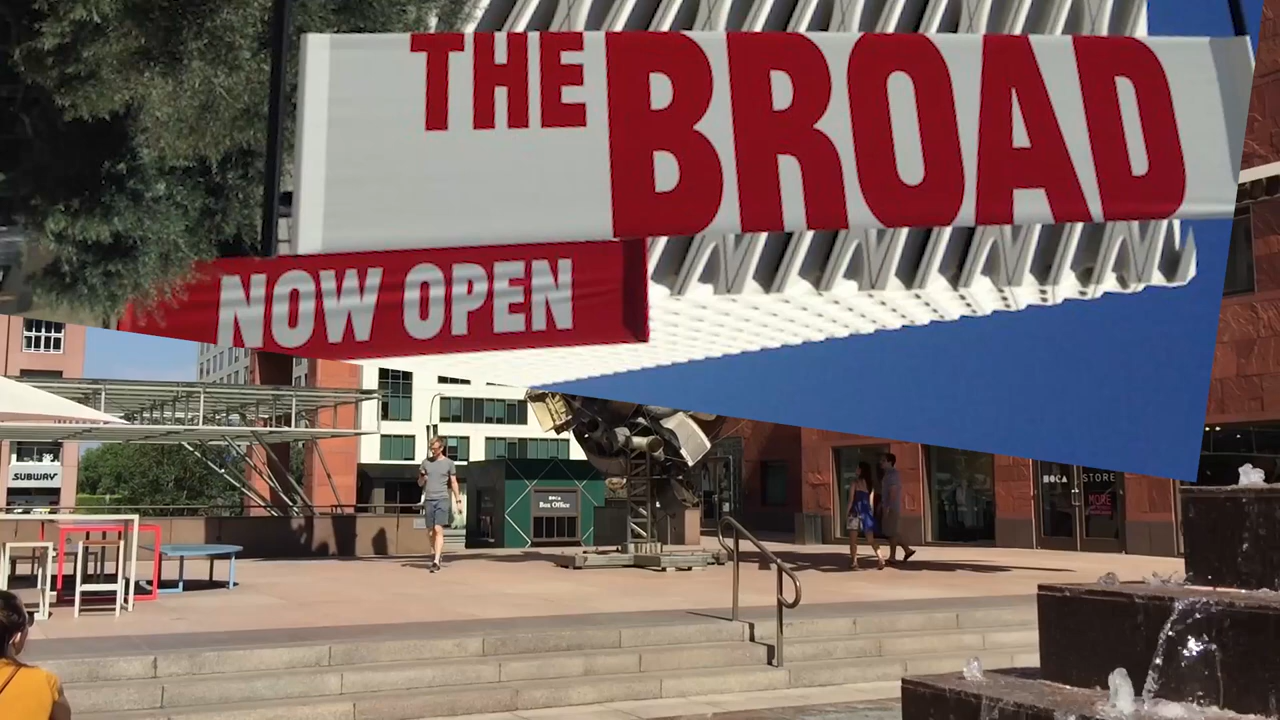 THE BROAD
NOW OPEN
SUBWAY
MOCA
Box Office
MOCA STORE
MORE